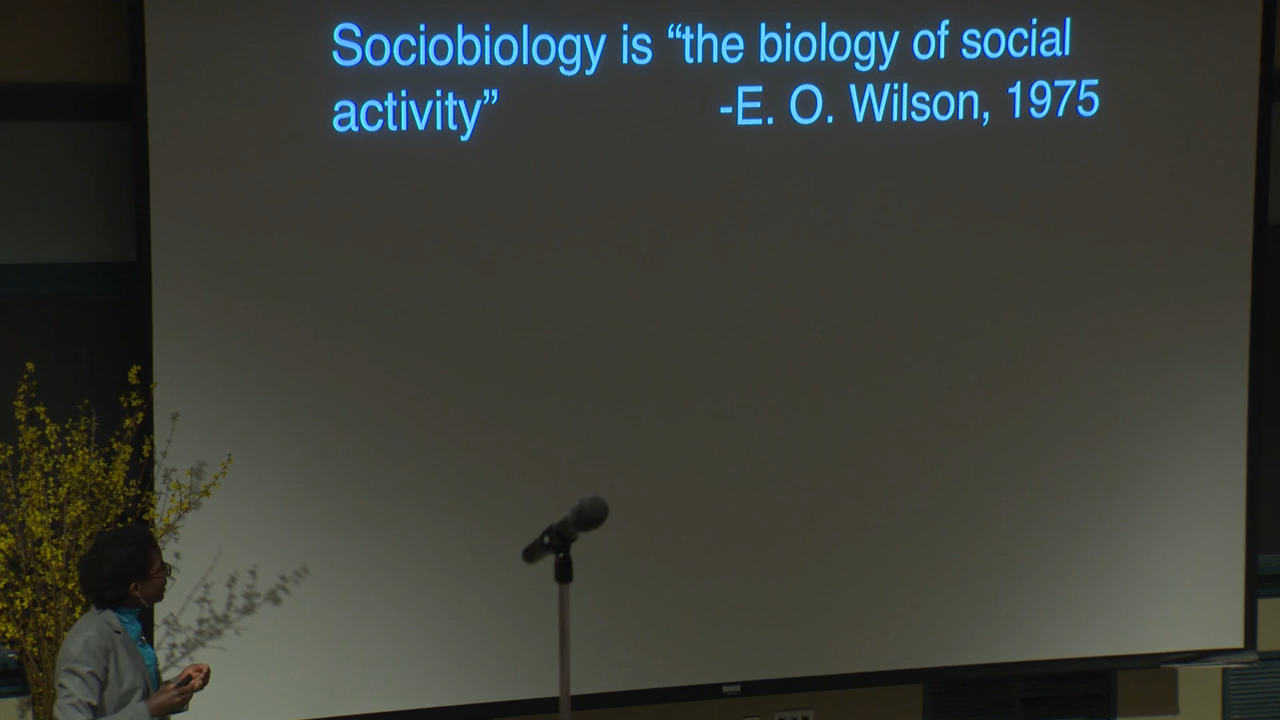 Sociobiology is “the biology of social
activity” -E. O. Wilson, 1975